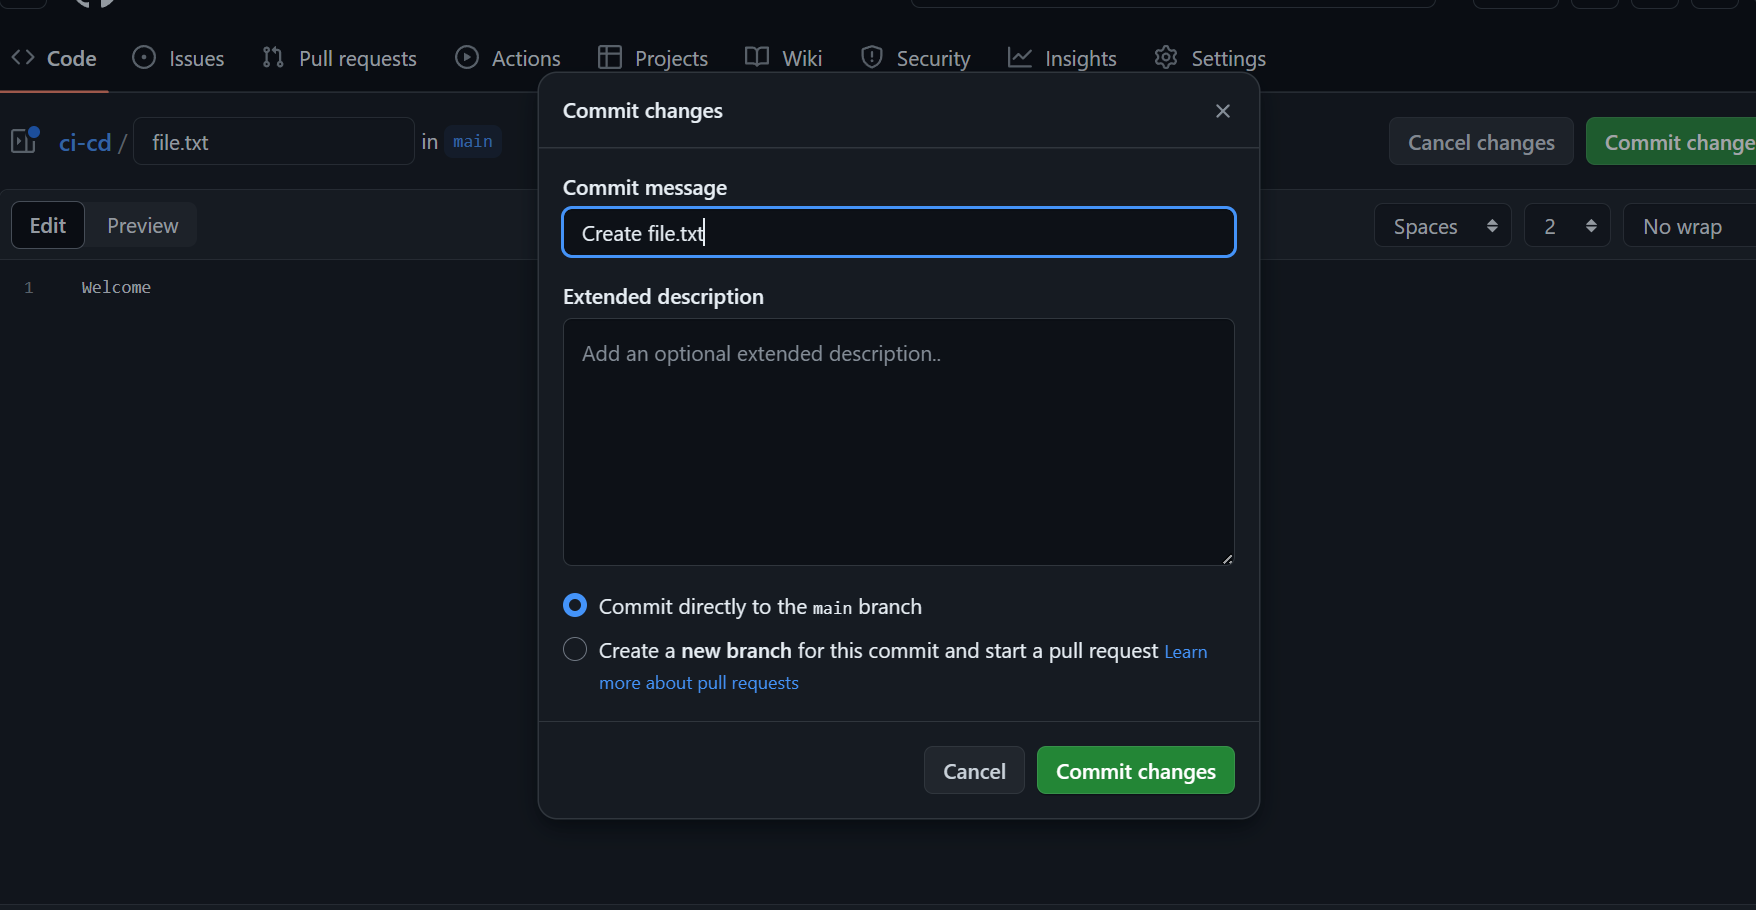 Code Issues Pull requests Actions Projects Wiki Security Insights Settings
ci-cd / file.txt in main
Cancel changes Commit change
Edit Preview
Spaces 2 No wrap
1 Welcome
Commit changes
Commit message
Create file.txt
Extended description
Add an optional extended description..
Commit directly to the main branch
Create a new branch for this commit and start a pull request Learn
more about pull requests
Cancel Commit changes